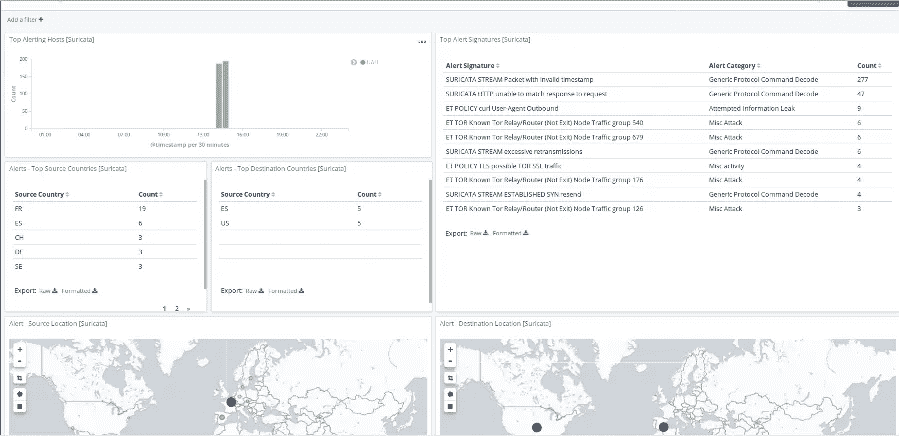 Add a filter +
Top Alerting Hosts [Suricata]
Count
200
150
100
50
0
01:00 04:00 07:00 10:00 13:00 16:00 19:00 22:00
@timestamp per 30 minutes
Top Alert Signatures [Suricata]
Alert Signature Alert Category Count
SURICATA STREAM Packet with invalid timestamp Generic Protocol Command Decode 277
SURICATA HTTP unable to match response to request Generic Protocol Command Decode 47
ET POLICY curl User-Agent Outbound Attempted Information Leak 9
ET TOR Known Tor Relay/Router (Not Exit) Node Traffic group Misc Attack 6
ET TOR Known Tor Relay/Router (Not Exit) Node Traffic group 679 Misc Attack 6
SURICATA STREAM excessive retransmissions Generic Protocol Command Decode 6
ET POLICY TLS possible TOR SSL traffic Misc activity 4
ET TOR Known Tor Relay/Router (Not Exit) Node Traffic group 176 Misc Attack 4
SURICATA STREAM ESTABLISHED SYN resend Generic Protocol Command Decode 4
ET TOR Known Tor Relay/Router (Not Exit) Node Traffic group 126 Misc Attack 3
Export: Raw Formatted
Alerts - Top Source Countries [Suricata]
Source Country Count
FR 19
ES 6
CH 3
DE 3
SE 3
Export: Raw Formatted
1 2 »
Alerts - Top Destination Countries [Suricata]
Source Country Count
ES 5
US 5
Export: Raw Formatted
Alert - Source Location [Suricata]
+
-
Alert - Destination Location [Suricata]
+
-